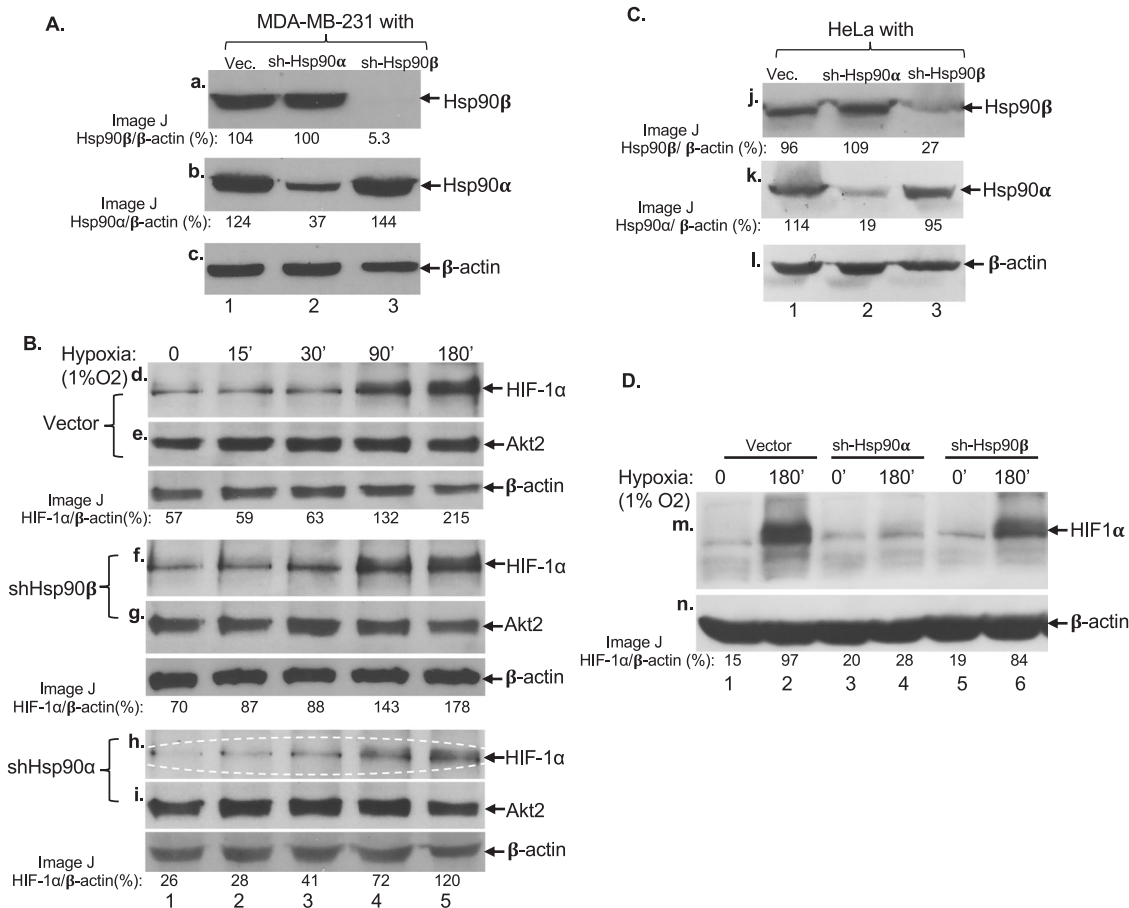 A.
MDA-MB-231 with
Vec. sh-Hsp90α sh-Hsp90β
a.
Hsp90β
Image J
Hsp90β/β-actin (%): 104 100 5.3
b.
Hsp90α
Image J
Hsp90α/β-actin (%): 124 37 144
c.
β-actin
1 2 3
B.
Hypoxia: 0 15’ 30’ 90’ 180’
(1%O2) d.
HIF-1α
Vector
e.
Akt2
β-actin
Image J
HIF-1α/β-actin(%): 57 59 63 132 215
f.
HIF-1α
shHsp90β
g.
Akt2
β-actin
Image J
HIF-1α/β-actin(%): 70 87 88 143 178
h.
HIF-1α
shHsp90α
i.
Akt2
β-actin
Image J
HIF-1α/β-actin(%): 26 28 41 72 120
1 2 3 4 5
C.
HeLa with
Vec. sh-Hsp90α sh-Hsp90β
j.
Hsp90β
Image J
Hsp90β/ β-actin (%): 96 109 27
k.
Hsp90α
Image J
Hsp90α/ β-actin (%): 114 19 95
l.
β-actin
1 2 3
D.
Vector sh-Hsp90α sh-Hsp90β
Hypoxia: 0 180’ 0’ 180’ 0’ 180’
(1% O2)
m.
HIF1α
n.
β-actin
Image J
HIF-1α/β-actin (%): 15 97 20 28 19 84
1 2 3 4 5 6